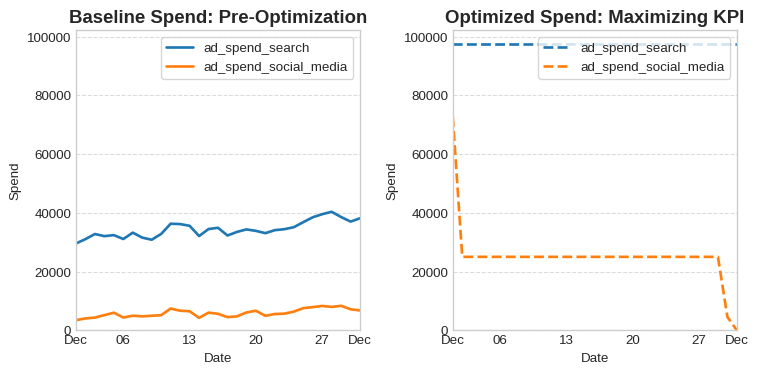 Baseline Spend: Pre-Optimization
100000
80000
60000
40000
20000
0
Spend
ad_spend_search
ad_spend_social_media
Dec
06
13
20
27
Dec
Date
Optimized Spend: Maximizing KPI
100000
80000
60000
40000
20000
0
Spend
ad_spend_search
ad_spend_social_media
Dec
06
13
20
27
Dec
Date